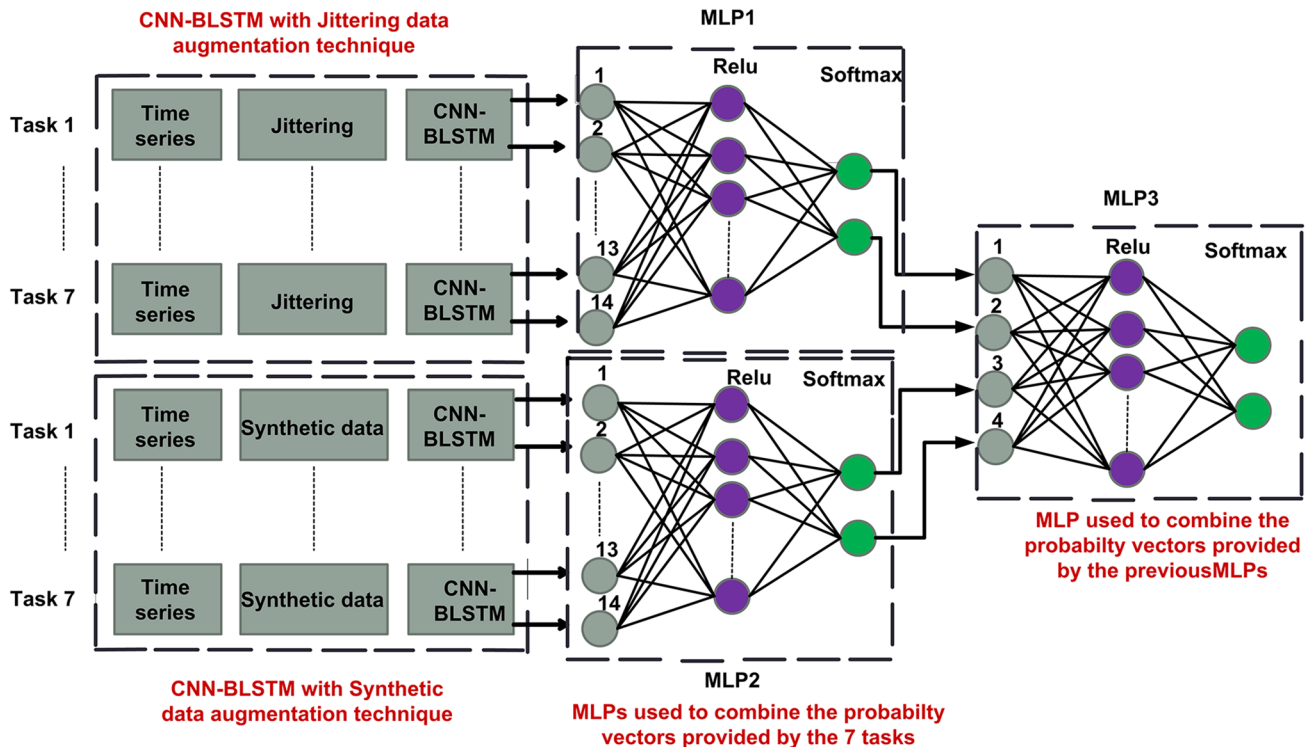 CNN-BLSTM with Jittering data
augmentation technique
MLP1
Task 1
Time
series
Jittering
CNN-
BLSTM
1
2
13
14
Relu
Softmax
Task 7
Time
series
Jittering
CNN-
BLSTM
MLP3
1
2
3
4
Relu
Softmax
Task 1
Time
series
Synthetic data
CNN-
BLSTM
1
2
13
14
Relu
Softmax
Task 7
Time
series
Synthetic data
CNN-
BLSTM
MLP used to combine the
probabilty vectors provided
by the previousMLPs
CNN-BLSTM with Synthetic
data augmentation technique
MLP2
MLPs used to combine the probabilty
vectors provided by the 7 tasks